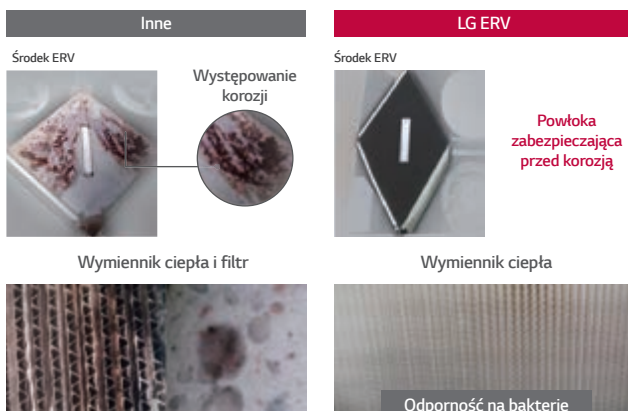 Inne
LG ERV
Środek ERV
Występowanie
korozji
Środek ERV
Powłoka
zabezpieczająca
przed korozją
Wymiennik ciepła i filtr
Wymiennik ciepła
Odporność na bakterie